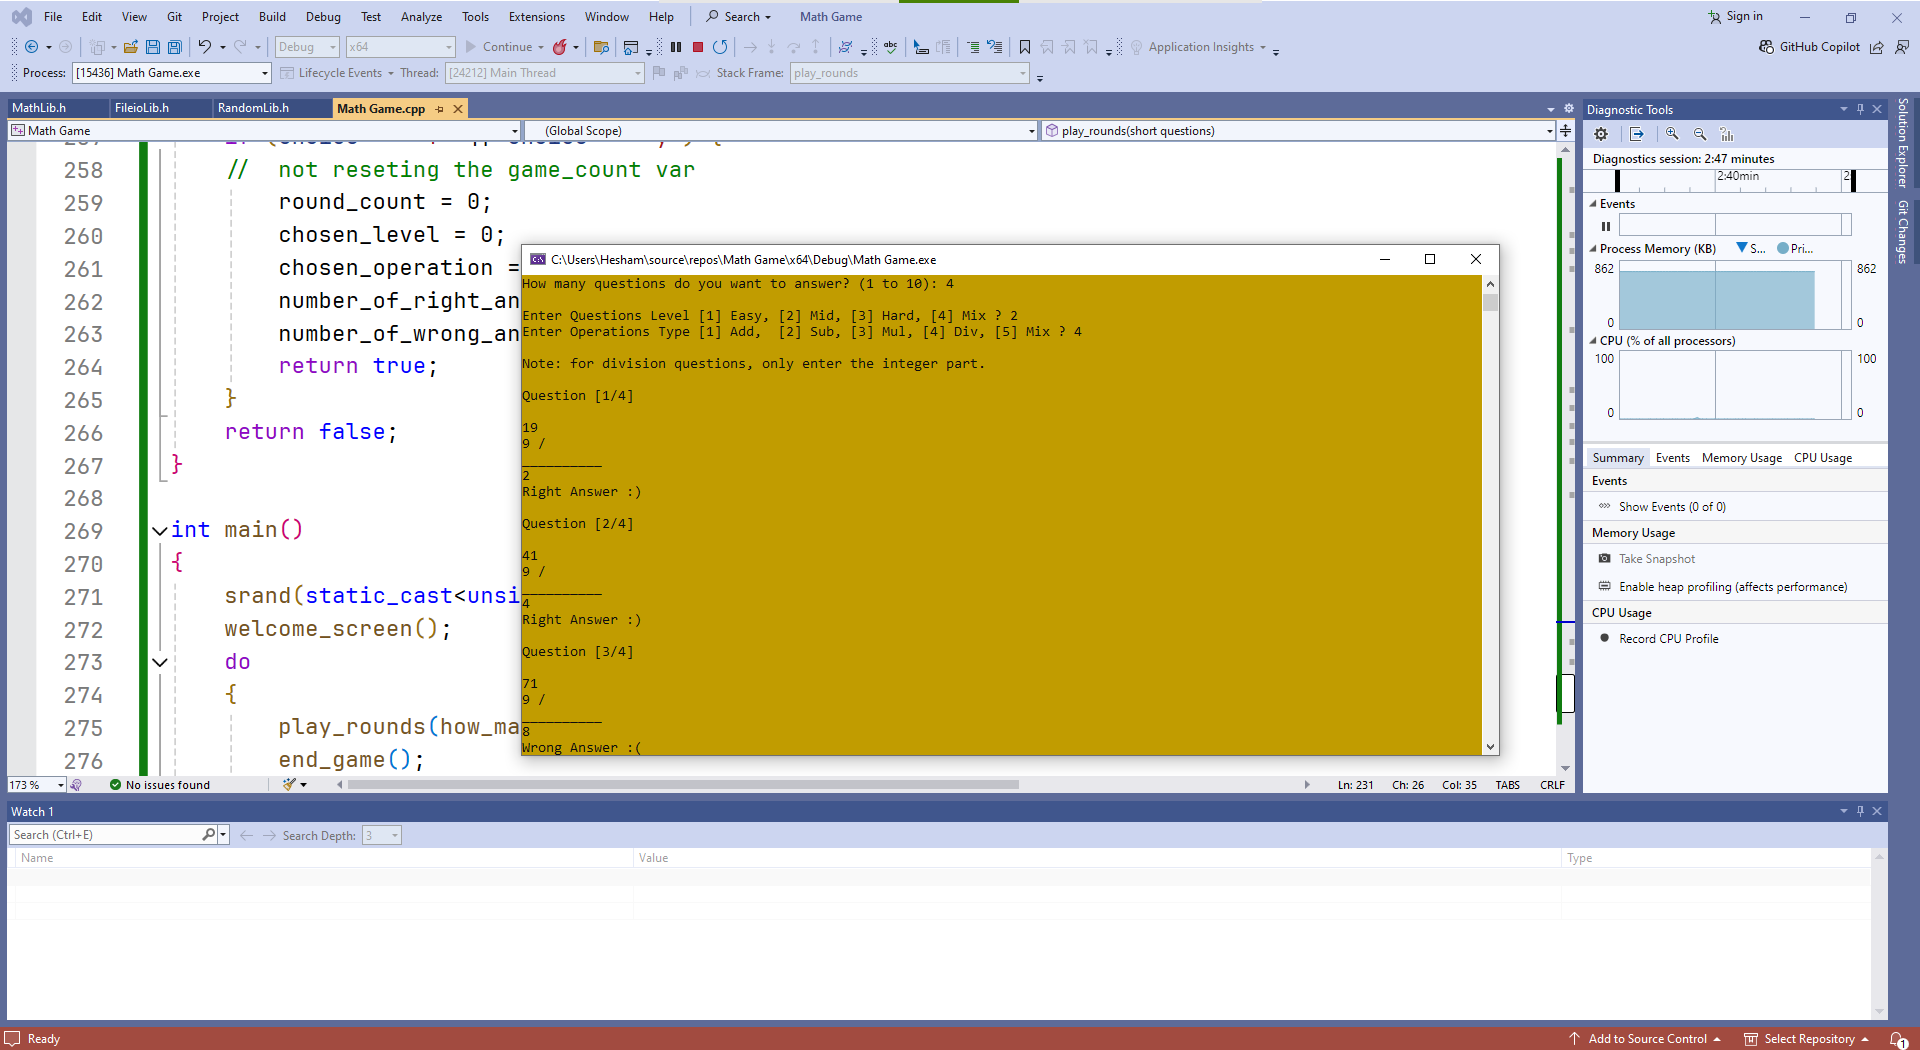 File Edit View Git Project Build Debug Test Analyze Tools Extensions Window Help Search Math Game Sign in
Debug x64 Continue Application Insights GitHub Copilot
Process: [15436] Math Game.exe Lifecycle Events Thread: [24212] Main Thread Stack Frame: play_rounds
MathLib.h FileioLib.h RandomLib.h Math Game.cpp
Math Game (Global Scope) play_rounds(short questions)
258 // not reseting the game_count var
259 round_count = 0;
260 chosen_level = 0;
261 chosen_operation =
262 number_of_right_an
263 number_of_wrong_an
264 return true;
265 }
266 return false;
267 }
268
269 int main()
270 {
271 srand(static_cast<unsi
272 welcome_screen();
273 do
274 {
275 play_rounds(how_ma
276 end_game();
C:\Users\Hesham\source\repos\Math Game\x64\Debug\Math Game.exe
How many questions do you want to answer? (1 to 10): 4
Enter Questions Level [1] Easy, [2] Mid, [3] Hard, [4] Mix ? 2
Enter Operations Type [1] Add,  [2] Sub, [3] Mul, [4] Div, [5] Mix ? 4
Note: for division questions, only enter the integer part.
Question [1/4]
19
9 /
__________
2
Right Answer :)
Question [2/4]
41
9 /
__________
4
Right Answer :)
Question [3/4]
71
9 /
__________
8
Wrong Answer :(
173 % No issues found Ln: 231 Ch: 26 Col: 35 TABS CRLF
Diagnostic Tools
Diagnostics session: 2:47 minutes
2:40min 2
Events
Process Memory (KB) S... Pri...
862 862
0 0
CPU (% of all processors)
100 100
0 0
Summary Events Memory Usage CPU Usage
Events
Show Events (0 of 0)
Memory Usage
Take Snapshot
Enable heap profiling (affects performance)
CPU Usage
Record CPU Profile
Solution Explorer
Git Changes
Watch 1
Search (Ctrl+E) Search Depth: 3
Name Value Type
Ready Add to Source Control Select Repository 1